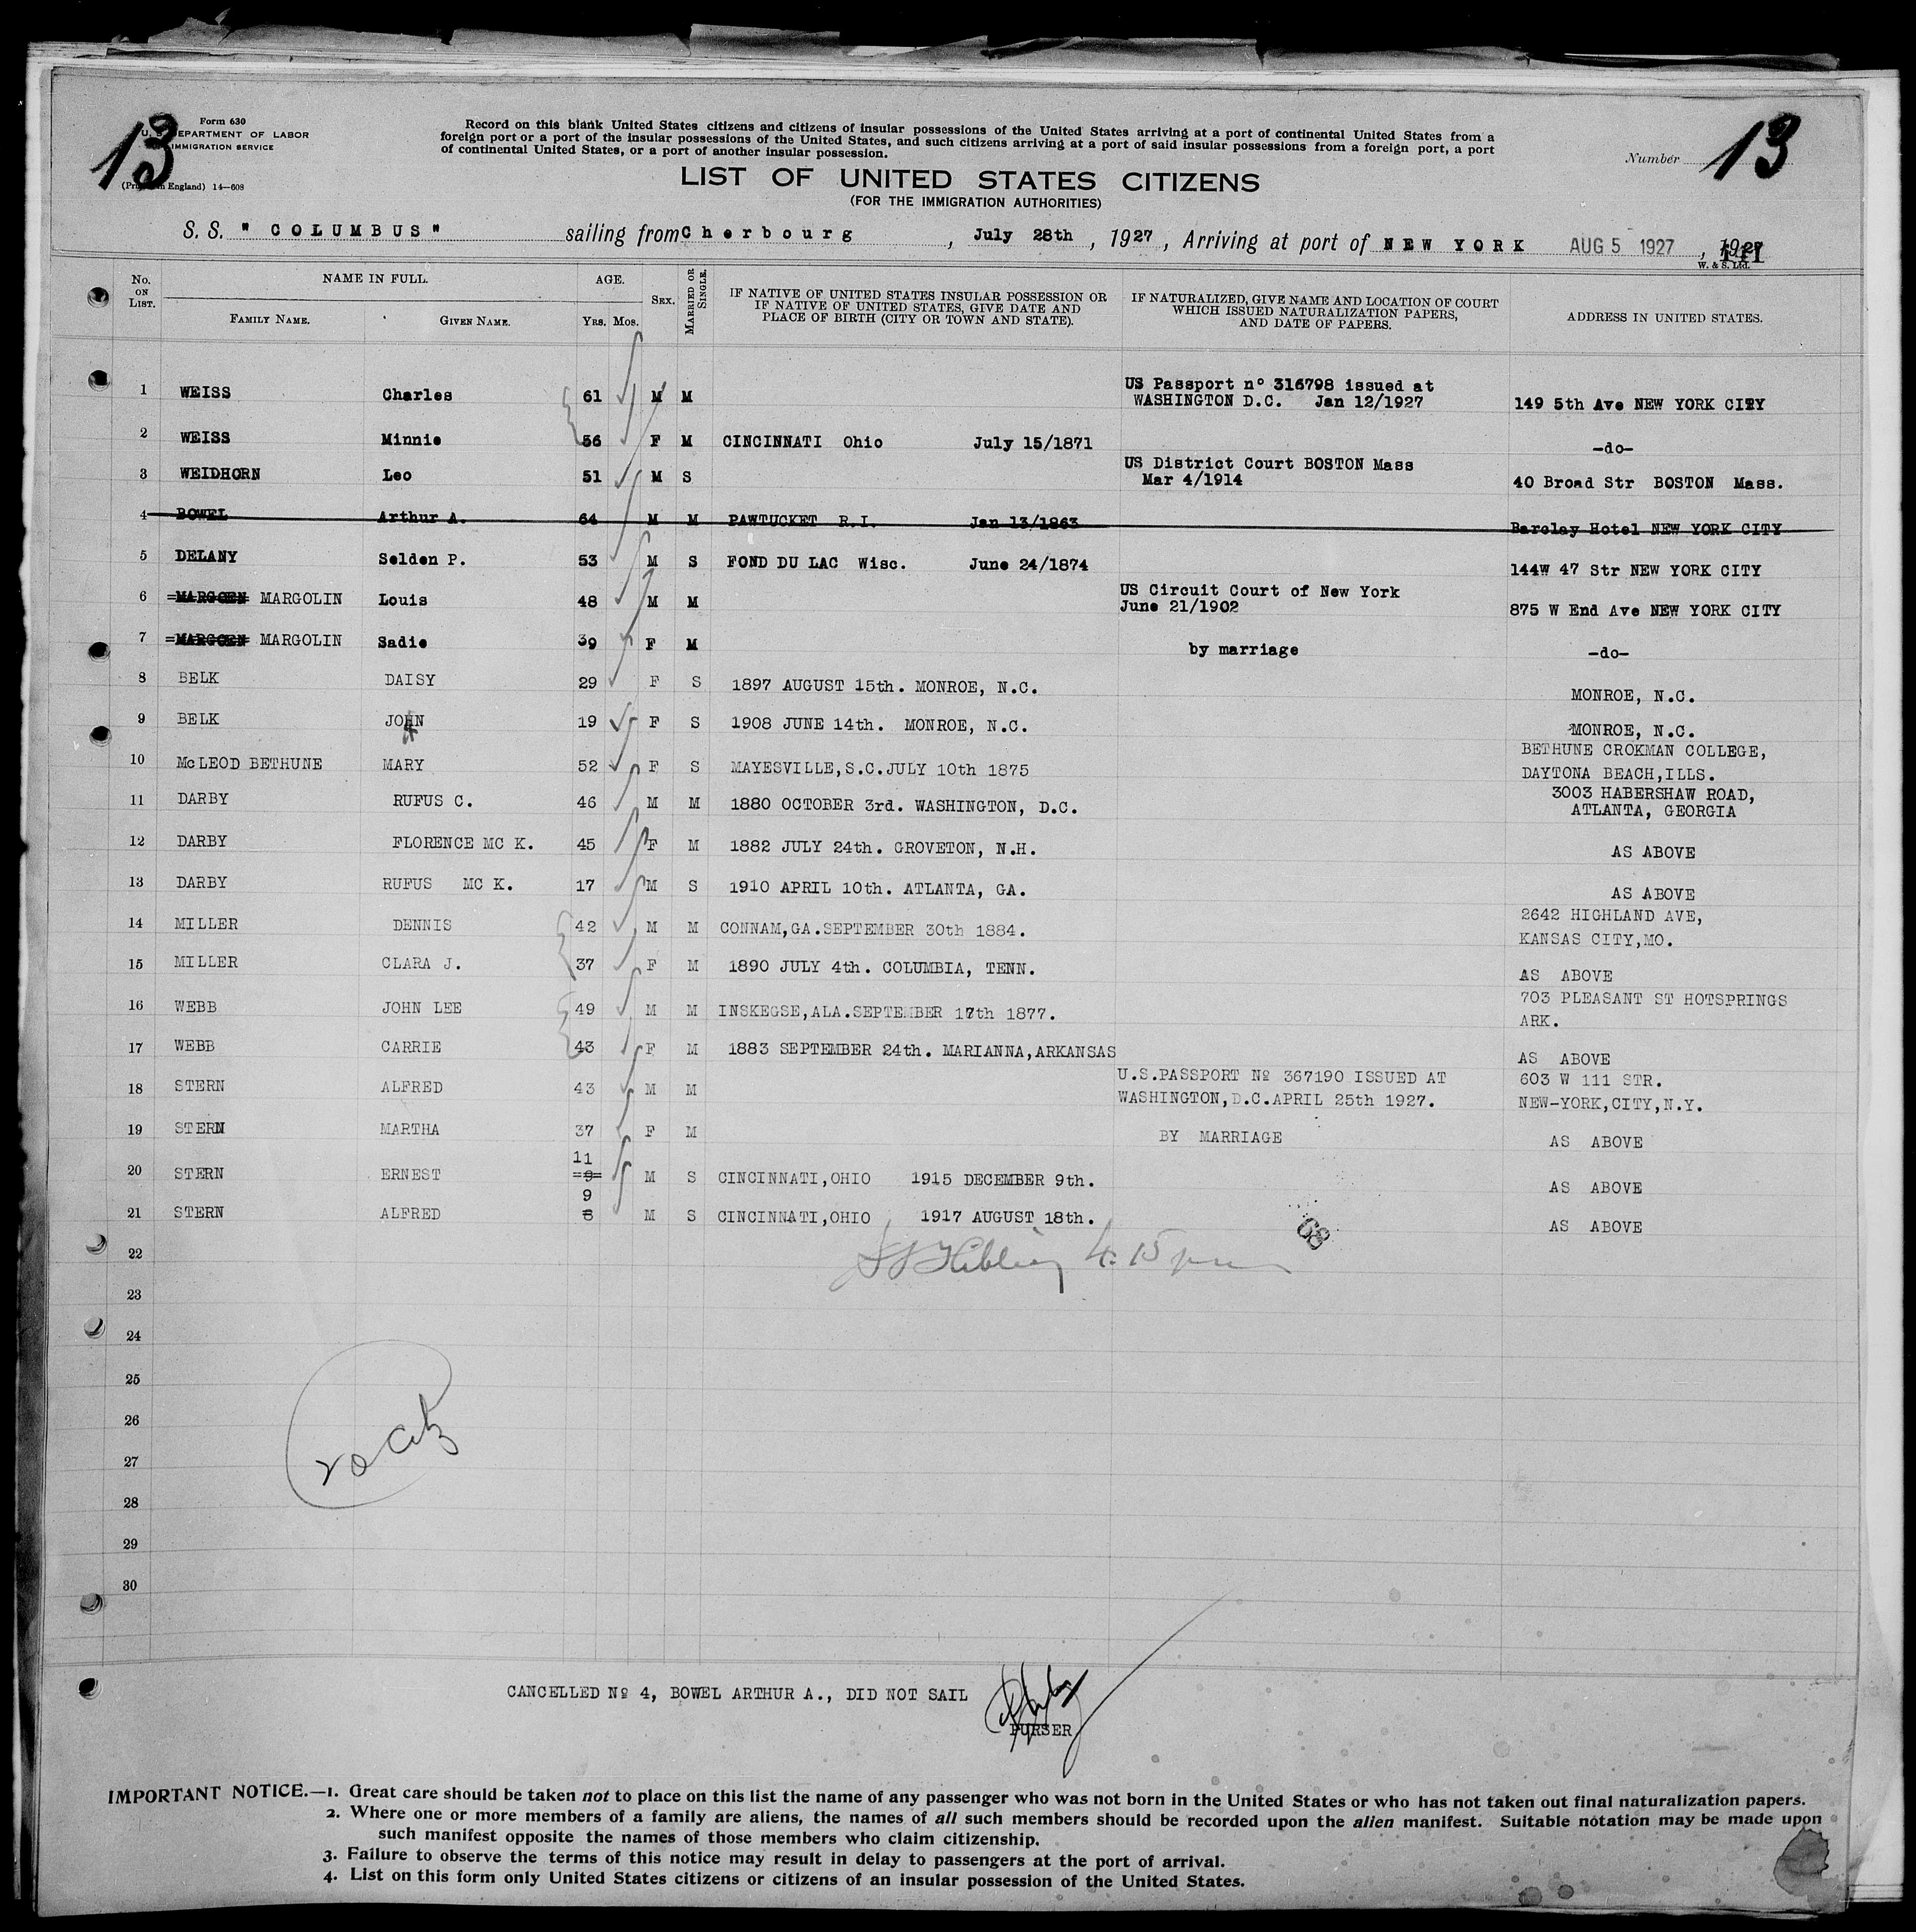 13
Form 630
U. S. DEPARTMENT OF LABOR
IMMIGRATION SERVICE
(Printed in England) 14—608
Record on this blank United States citizens and citizens of insular possessions of the United States arriving at a port of continental United States from a
foreign port or a port of the insular possessions of the United States, and such citizens arriving at a port of said insular possessions from a foreign port, a port
of continental United States, or a port of another insular possession.
Number 13
LIST OF UNITED STATES CITIZENS
(FOR THE IMMIGRATION AUTHORITIES)
S. S. "COLUMBUS" sailing from Cherbourg, July 28th, 1927, Arriving at port of NEW YORK AUG 5 1927, 1927
W. & S. Ltd.
No. ON LIST. NAME IN FULL. FAMILY NAME. GIVEN NAME. AGE. YRS. MOS. SEX. MARRIED OR SINGLE. IF NATIVE OF UNITED STATES INSULAR POSSESSION OR IF NATIVE OF UNITED STATES, GIVE DATE AND PLACE OF BIRTH (CITY OR TOWN AND STATE). IF NATURALIZED, GIVE NAME AND LOCATION OF COURT WHICH ISSUED NATURALIZATION PAPERS, AND DATE OF PAPERS. ADDRESS IN UNITED STATES.
1 WEISS Charles 61 M M US Passport nº 316798 issued at WASHINGTON D.C. Jan 12/1927 149 5th Ave NEW YORK CITY
2 WEISS Minnie 56 F M CINCINNATI Ohio July 15/1871 -do-
3 WEIDHORN Leo 51 M S US District Court BOSTON Mass Mar 4/1914 40 Broad Str BOSTON Mass.
4 BOWEL Arthur A. 64 M M PAWTUCKET R.I. Jan 13/1863 Barclay Hotel NEW YORK CITY
5 DELANY Selden P. 53 M S FOND DU LAC Wisc. June 24/1874 144W 47 Str NEW YORK CITY
6 MARGOLIN Louis 48 M M US Circuit Court of New York June 21/1902 875 W End Ave NEW YORK CITY
7 MARGOLIN Sadie 39 F M by marriage -do-
8 BELK DAISY 29 F S 1897 AUGUST 15th. MONROE, N.C. MONROE, N.C.
9 BELK JOHN 19 F S 1908 JUNE 14th. MONROE, N.C. MONROE, N.C.
10 McLEOD BETHUNE MARY 52 F S MAYESVILLE,S.C.JULY 10th 1875 BETHUNE CROKMAN COLLEGE, DAYTONA BEACH,ILLS.
11 DARBY RUFUS C. 46 M M 1880 OCTOBER 3rd. WASHINGTON, D.C. 3003 HABERSHAW ROAD, ATLANTA, GEORGIA
12 DARBY FLORENCE MC K. 45 F M 1882 JULY 24th. GROVETON, N.H. AS ABOVE
13 DARBY RUFUS MC K. 17 M S 1910 APRIL 10th. ATLANTA, GA. AS ABOVE
14 MILLER DENNIS 42 M M CONNAM,GA.SEPTEMBER 30th 1884. 2642 HIGHLAND AVE, KANSAS CITY,MO.
15 MILLER CLARA J. 37 F M 1890 JULY 4th. COLUMBIA, TENN. AS ABOVE
16 WEBB JOHN LEE 49 M M INSKEGSE,ALA.SEPTEMBER 17th 1877. 703 PLEASANT ST HOTSPRINGS ARK.
17 WEBB CARRIE 43 F M 1883 SEPTEMBER 24th. MARIANNA,ARKANSAS AS ABOVE
18 STERN ALFRED 43 M M U.S.PASSPORT Nº 367190 ISSUED AT WASHINGTON,D.C.APRIL 25th 1927. 603 W 111 STR. NEW-YORK,CITY,N.Y.
19 STERN MARTHA 37 F M BY MARRIAGE AS ABOVE
20 STERN ERNEST 11 9 M S CINCINNATI,OHIO 1915 DECEMBER 9th. AS ABOVE
21 STERN ALFRED 9 8 M S CINCINNATI,OHIO 1917 AUGUST 18th. AS ABOVE
4.15 pm
68
22
23
24
25
26
27
28
29
30
20 cit
CANCELLED Nº 4, BOWEL ARTHUR A., DID NOT SAIL
PURSER
IMPORTANT NOTICE.—1. Great care should be taken not to place on this list the name of any passenger who was not born in the United States or who has not taken out final naturalization papers.
2. Where one or more members of a family are aliens, the names of all such members should be recorded upon the alien manifest. Suitable notation may be made upon
such manifest opposite the names of those members who claim citizenship.
3. Failure to observe the terms of this notice may result in delay to passengers at the port of arrival.
4. List on this form only United States citizens or citizens of an insular possession of the United States.